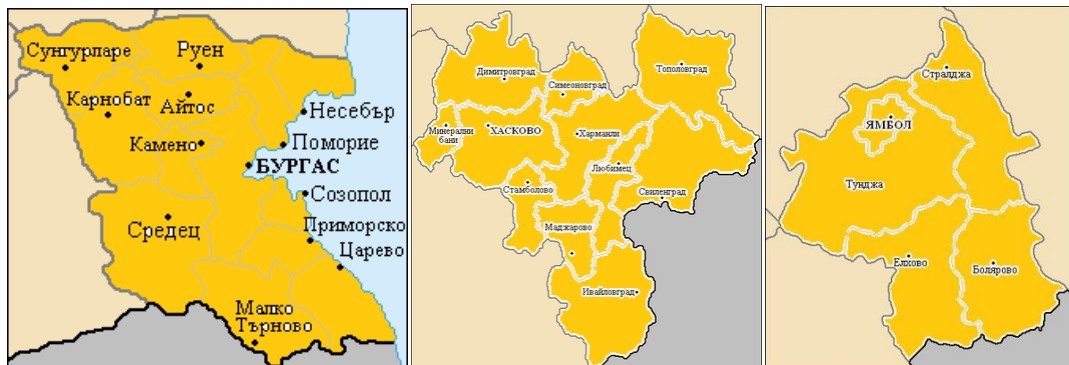 Сунгурларе
Руен
Карнобат
Айтос
Несебър
Камено
Поморие
БУРГАС
Созопол
Средец
Приморско
Царево
Малко
Търново
Димитровград
Симеоновград
Тополовград
Минерални
бани
ХАСКОВО
Харманли
Любимец
Стамболово
Свиленград
Маджарово
Ивайловград
Стралджа
ЯМБОЛ
Тунджа
Елхово
Болярово